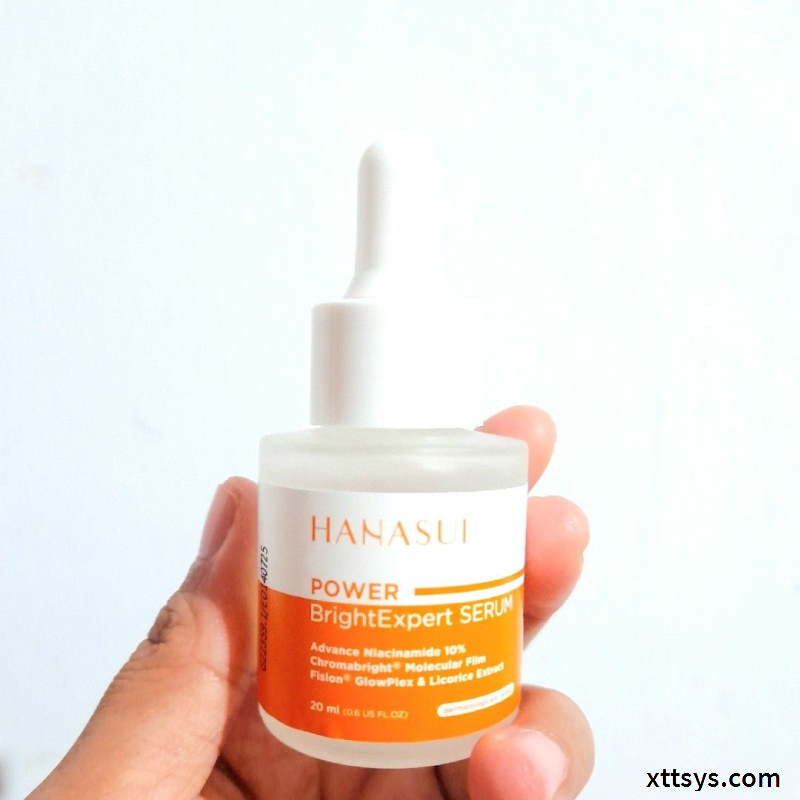 HANASUI
POWER
BrightExpert SERUM
Advance Niacinamide 10%
Chromabright® Molecular Film
Fision® GlowPlex & Licorice Extract
20 ml (0.6 US FL.OZ)
xttsys.com